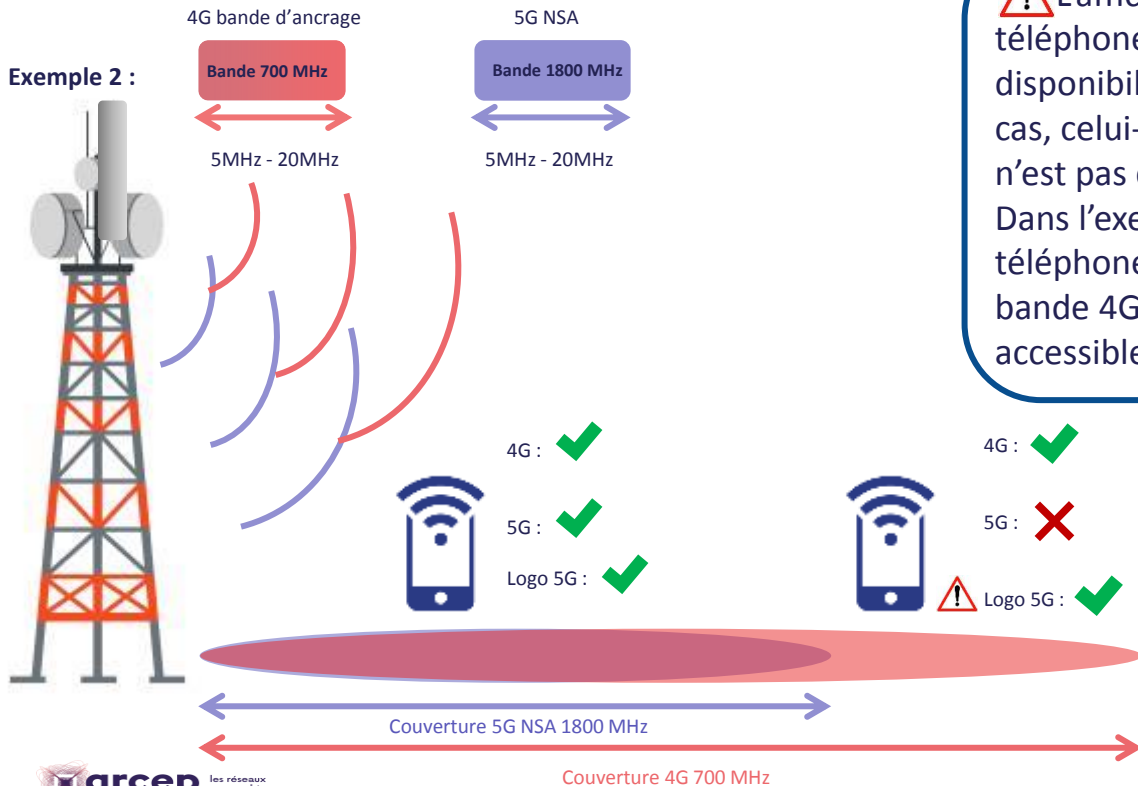 4G bande d'ancrage
5G NSA
Exemple 2 :
Bande 700 MHz
Bande 1800 MHz
5MHz - 20MHz
5MHz - 20MHz
téléphone
cas, celui-
n'est pas
Dans l'exe
téléphone
bande 4G
accessible
4G :
5G :
Logo 5G :
4G :
5G :
Logo 5G :
Couverture 5G NSA 1800 MHz
Couverture 4G 700 MHz
arcep
les réseaux